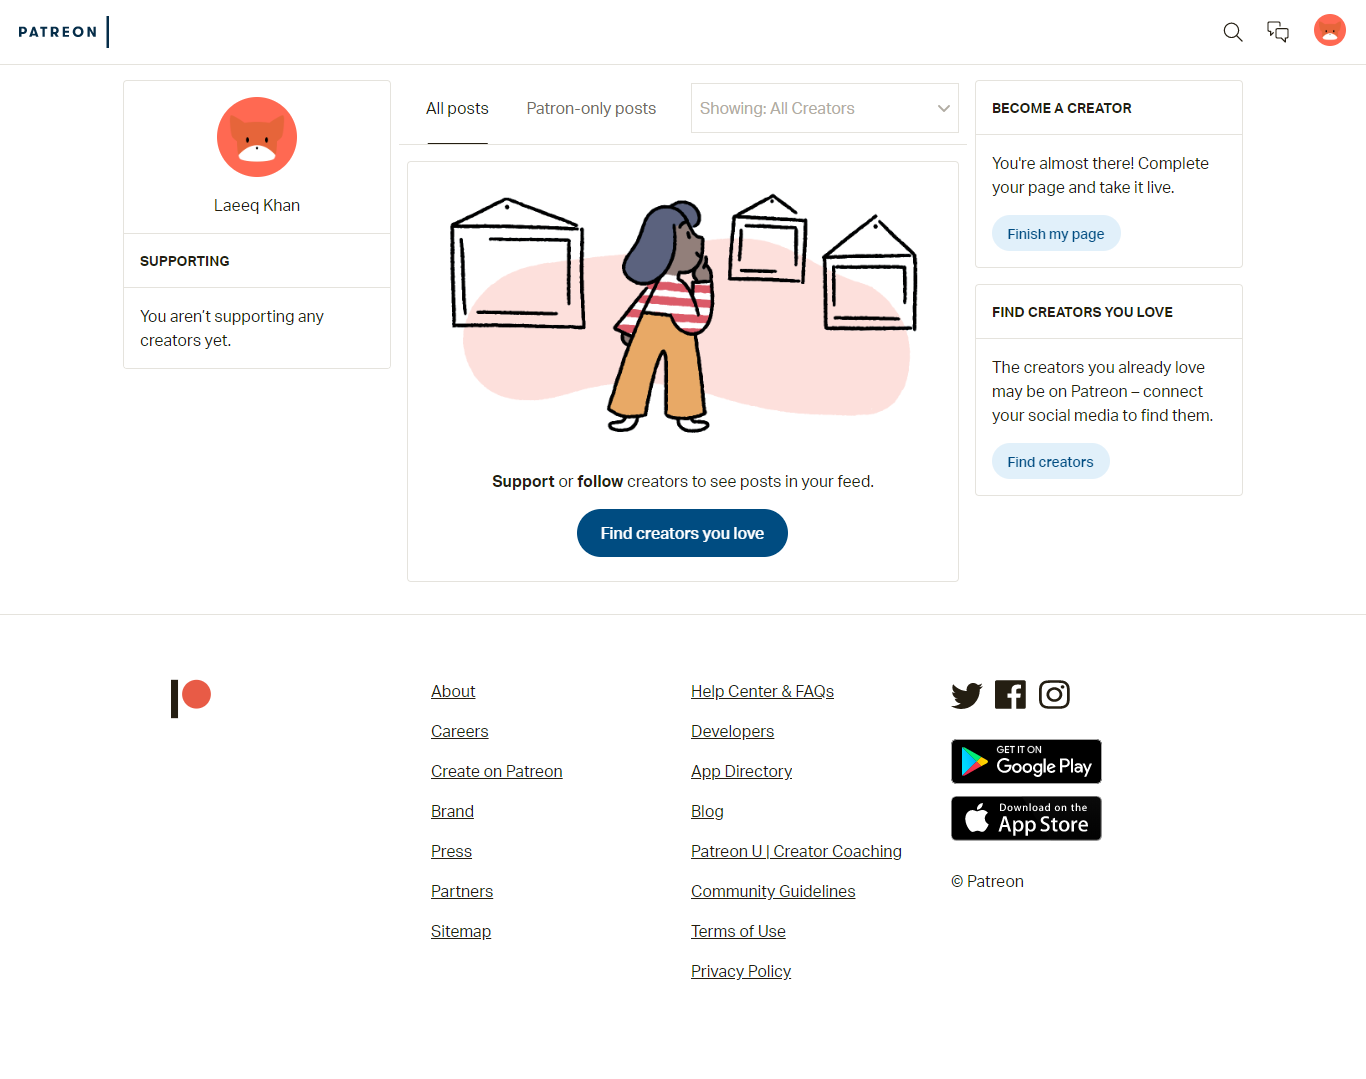 PATREON
Laeeq Khan
SUPPORTING
You aren’t supporting any
creators yet.
All posts
Patron-only posts
Showing: All Creators
Support or follow creators to see posts in your feed.
Find creators you love
BECOME A CREATOR
You're almost there! Complete
your page and take it live.
Finish my page
FIND CREATORS YOU LOVE
The creators you already love
may be on Patreon – connect
your social media to find them.
Find creators
About
Careers
Create on Patreon
Brand
Press
Partners
Sitemap
Help Center & FAQs
Developers
App Directory
Blog
Patreon U | Creator Coaching
Community Guidelines
Terms of Use
Privacy Policy
GET IT ON
Google Play
Download on the
App Store
© Patreon